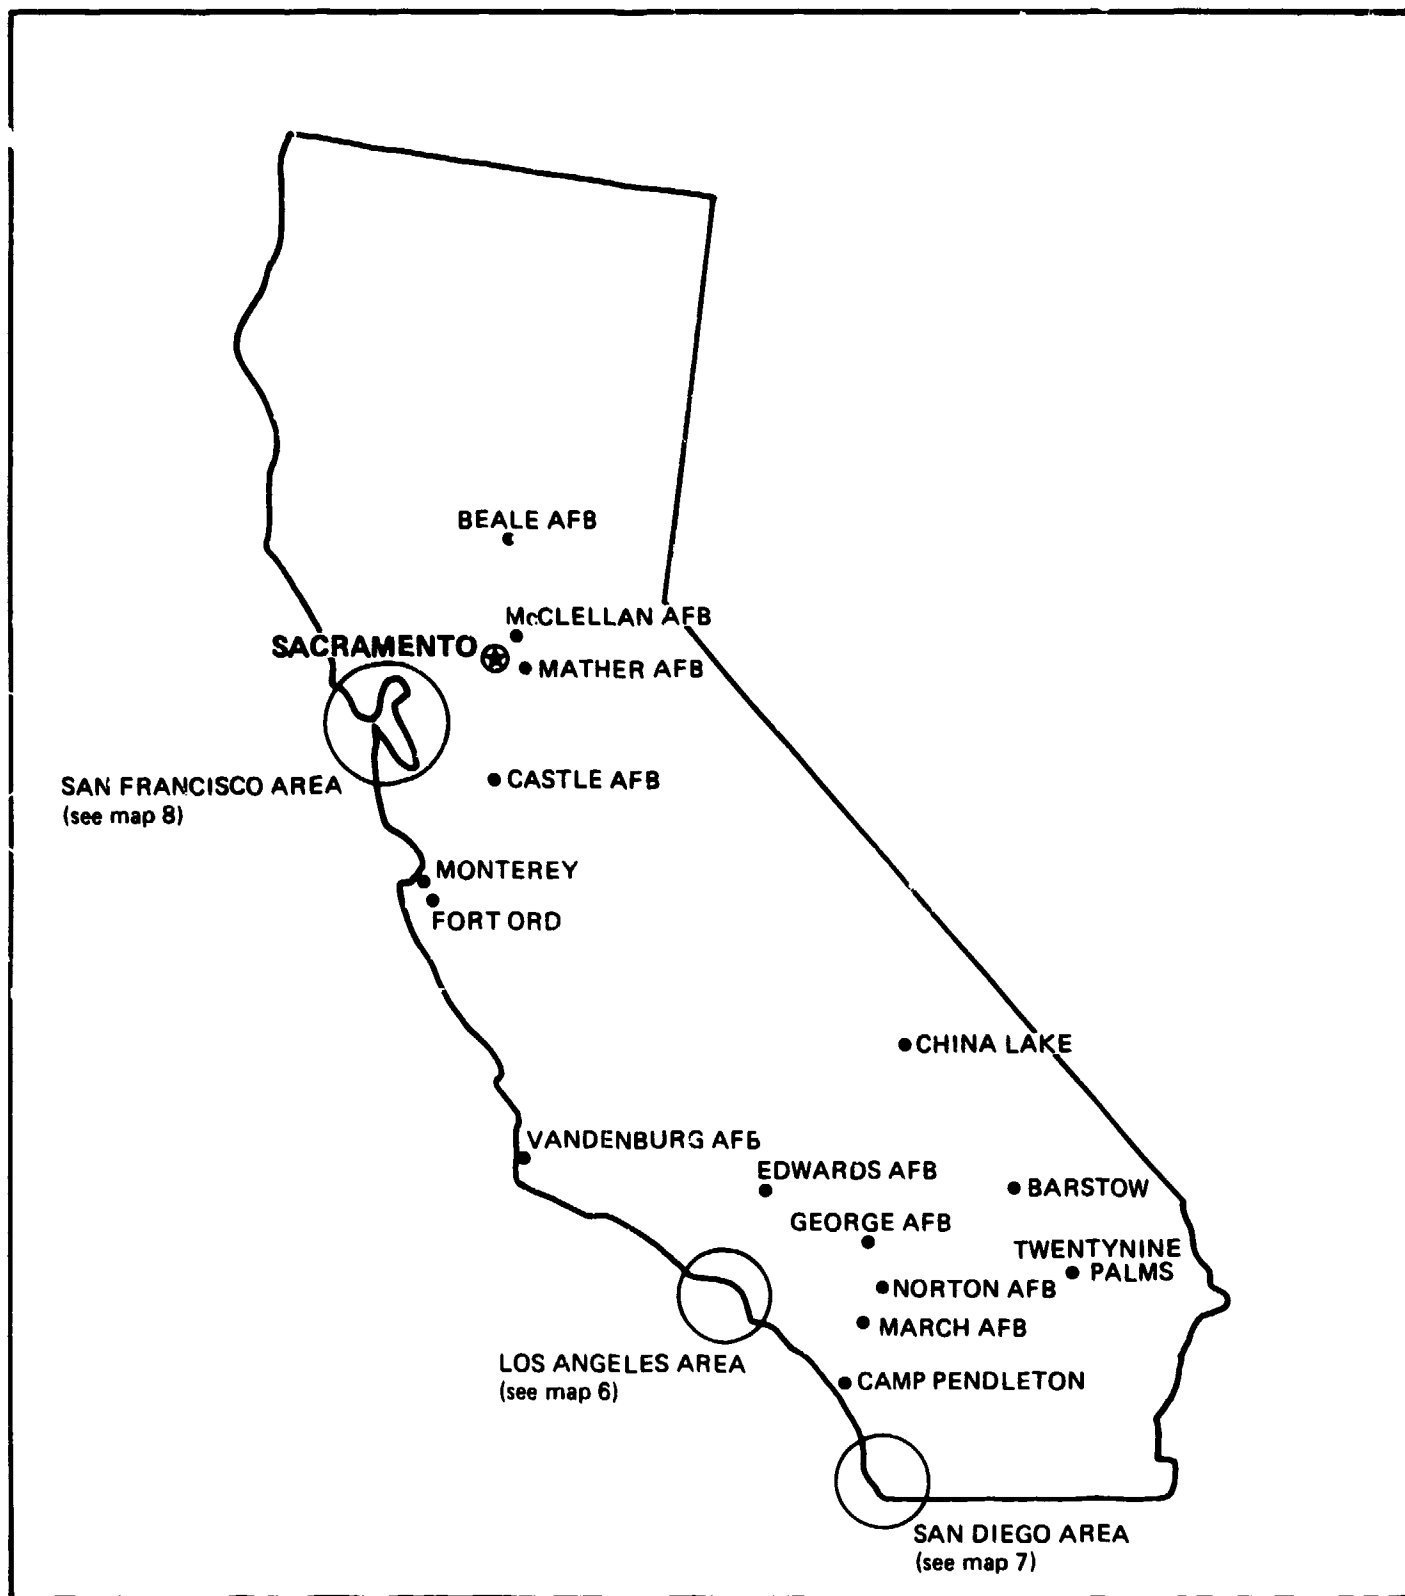 BEALE AFB
McCLELLAN AFB
SACRAMENTO
MATHER AFB
SAN FRANCISCO AREA
(see map 8)
CASTLE AFB
MONTEREY
FORT ORD
CHINA LAKE
VANDENBURG AFB
EDWARDS AFB
BARSTOW
GEORGE AFB
TWENTYNINE
PALMS
NORTON AFB
MARCH AFB
LOS ANGELES AREA
(see map 6)
CAMP PENDLETON
SAN DIEGO AREA
(see map 7)